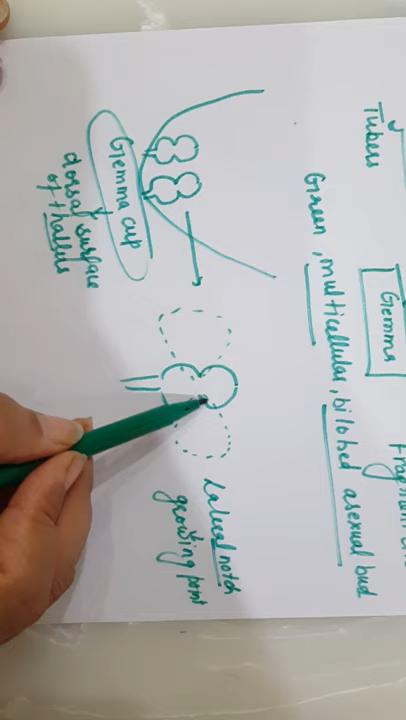 Tubers
Gemma
Green, multicellular, bilobed asexual bud
Gemma cup
dorsal surface
of thallus
Lateral notch
growing point